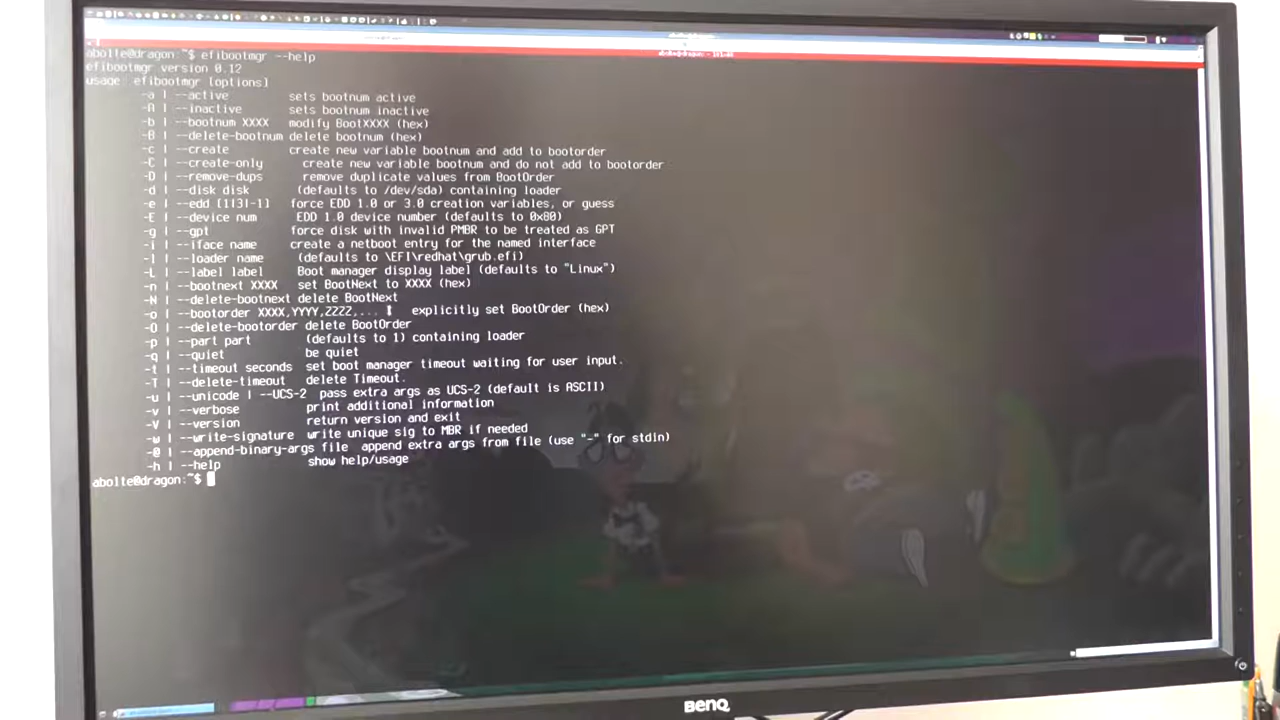 abolte@dragon:~$ efibootmgr --help
efibootmgr version 0.12
usage: efibootmgr [options]
-a | --active sets bootnum active
-A | --inactive sets bootnum inactive
-b | --bootnum XXXX modify BootXXXX (hex)
-B | --delete-bootnum delete bootnum (hex)
-c | --create create new variable bootnum and add to bootorder
-C | --create-only create new variable bootnum and do not add to bootorder
-D | --remove-dups remove duplicate values from BootOrder
-d | --disk disk (defaults to /dev/sda) containing loader
-e | --edd [1|3|-1] force EDD 1.0 or 3.0 creation variables, or guess
-E | --device num EDD 1.0 device number (defaults to 0x80)
-g | --gpt force disk with invalid PMBR to be treated as GPT
-i | --iface name create a netboot entry for the named interface
-l | --loader name (defaults to \EFI\redhat\grub.efi)
-L | --label label Boot manager display label (defaults to "Linux")
-n | --bootnext XXXX set BootNext to XXXX (hex)
-N | --delete-bootnext delete BootNext
-o | --bootorder XXXX,YYYY,ZZZZ,... explicitly set BootOrder (hex)
-O | --delete-bootorder delete BootOrder
-p | --part part (defaults to 1) containing loader
-q | --quiet be quiet
-t | --timeout seconds set boot manager timeout waiting for user input.
-T | --delete-timeout delete Timeout.
-u | --unicode | --UCS-2 pass extra args as UCS-2 (default is ASCII)
-v | --verbose print additional information
-V | --version return version and exit
-w | --write-signature write unique sig to MBR if needed
-@ | --append-binary-args file append extra args from file (use "-" for stdin)
-h | --help show help/usage
abolte@dragon:~$
BenQ